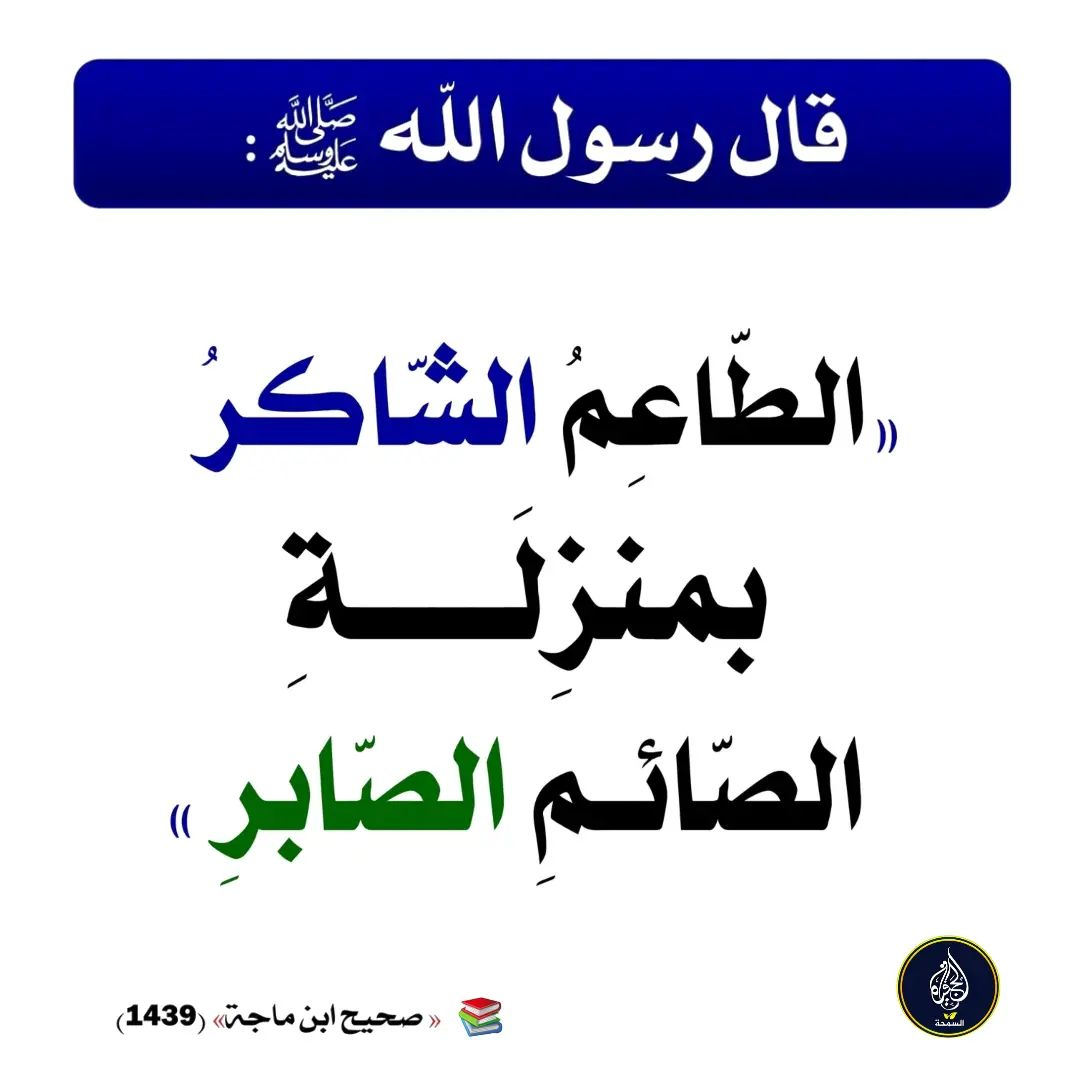 قال رسول الله ﷺ :
«الطّاعِمُ الشّاكرُ
بمنزِلَـــةِ
الصّائـمِ الصّابرِ»
«صحيح ابن ماجة» (1439)
السمحة